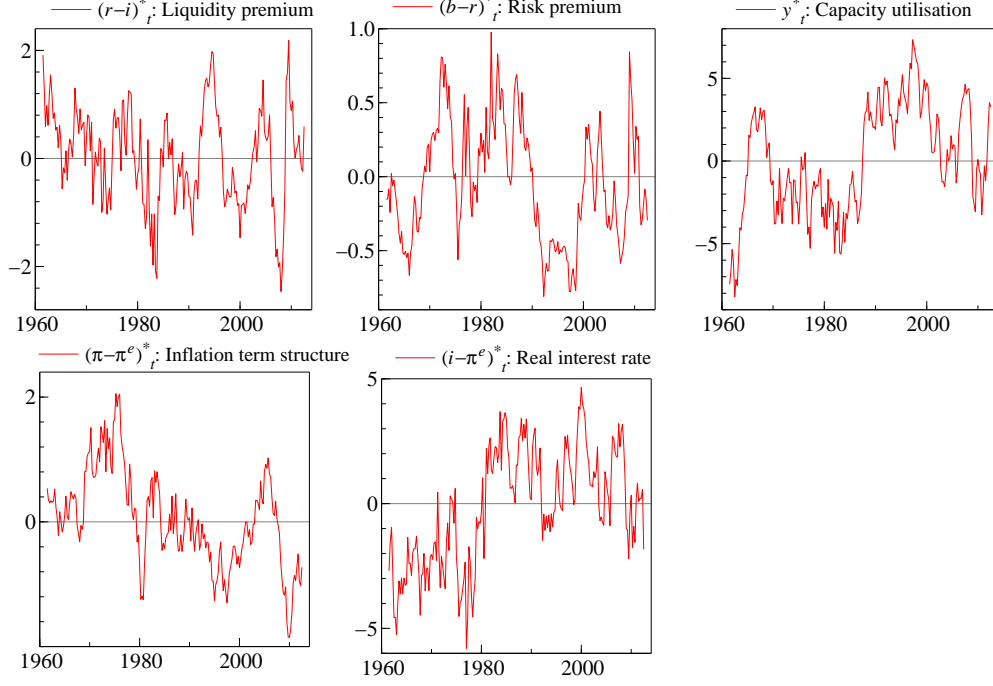 (r−i)*t: Liquidity premium
(b−r)*t: Risk premium
y*t: Capacity utilisation
2
0
−2
1960 1980 2000
1.0
0.5
0.0
−0.5
1960 1980 2000
5
0
−5
1960 1980 2000
(π−πe)*t: Inflation term structure
(i−πe)*t: Real interest rate
2
0
1960 1980 2000
5
0
−5
1960 1980 2000